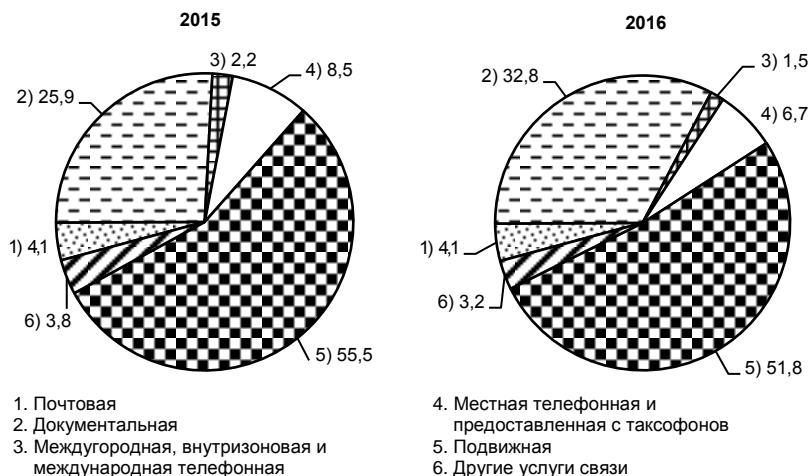 2015
3) 2,2
4) 8,5
2) 25,9
1) 4,1
6) 3,8
5) 55,5
2016
3) 1,5
2) 32,8
4) 6,7
1) 4,1
6) 3,2
5) 51,8
1. Почтовая
2. Документальная
3. Междугородная, внутризоновая и
международная телефонная
4. Местная телефонная и
предоставленная с таксофонов
5. Подвижная
6. Другие услуги связи